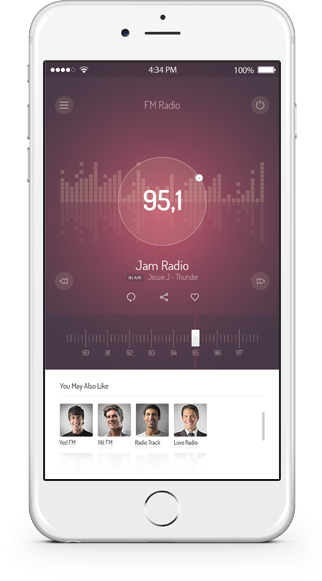 4:34 PM 100%
FM Radio
95,1
Jam Radio
IN AIR Jessie J - Thunder
90 91 92 93 94 95 96 97
You May Also Like
Yes! FM Hit FM Radio Track Love Radio